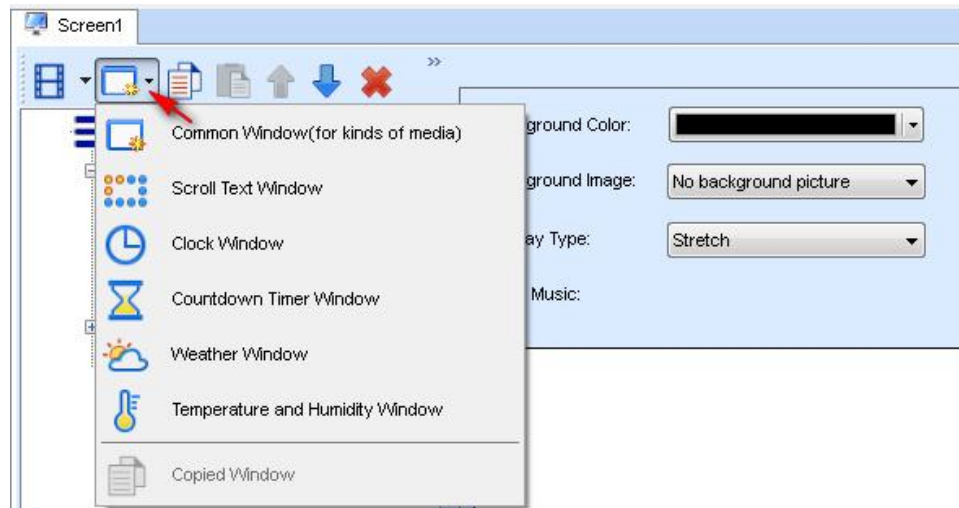 Screen1
»
Common Window(for kinds of media)
ground Color:
Scroll Text Window
ground Image:
No background picture
Clock Window
ay Type:
Stretch
Countdown Timer Window
Music:
Weather Window
Temperature and Humidity Window
Copied Window